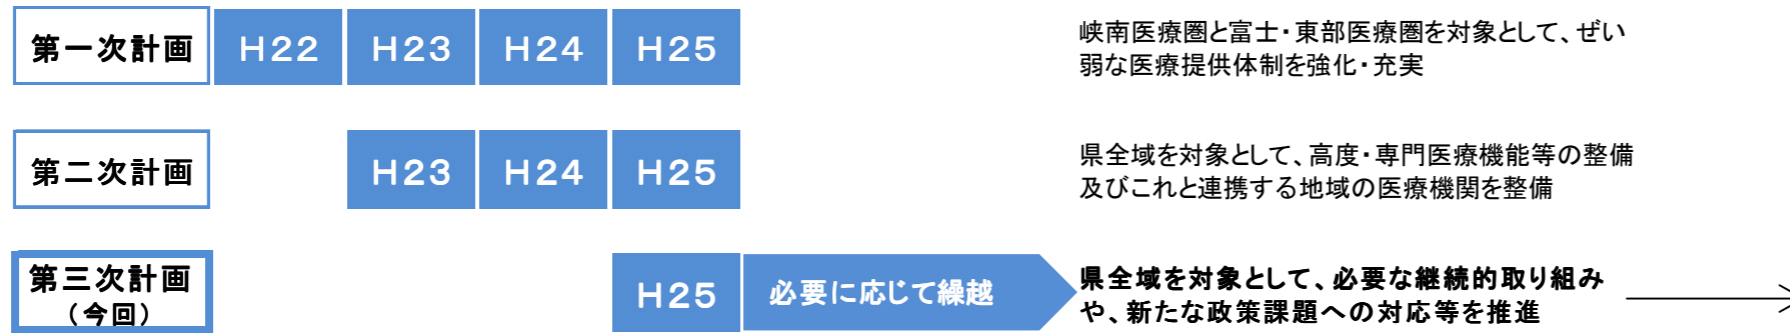 第一次計画 H22 H23 H24 H25 峡南医療圏と富士・東部医療圏を対象として、ぜい
弱な医療提供体制を強化・充実
第二次計画 H23 H24 H25 県全域を対象として、高度・専門医療機能等の整備
及びこれと連携する地域の医療機関を整備
第三次計画
(今回)
H25 必要に応じて繰越
県全域を対象として、必要な継続的取り組み
や、新たな政策課題への対応等を推進